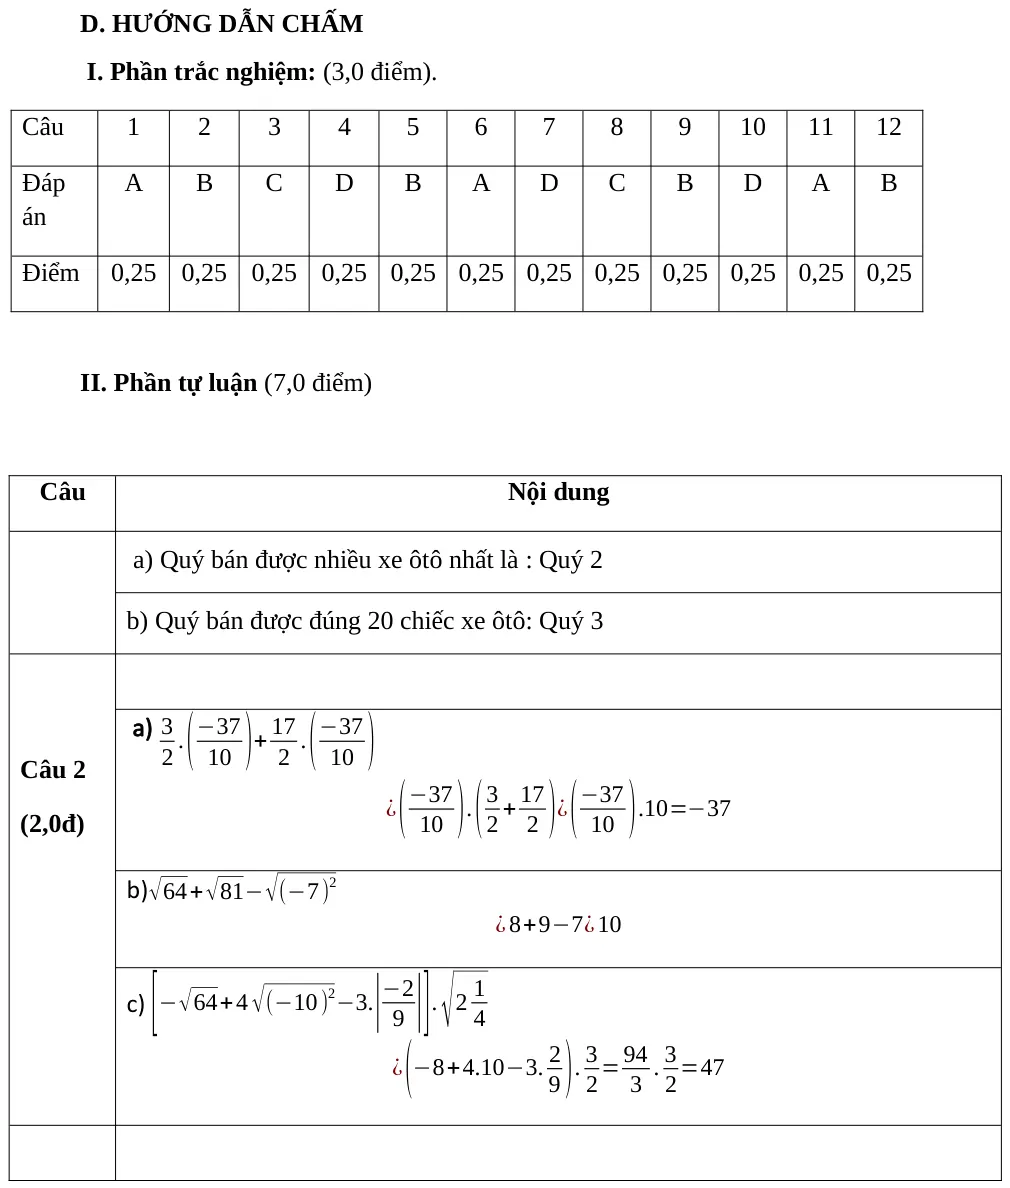 D. HƯỚNG DẪN CHẤM
I. Phần trắc nghiệm: (3,0 điểm).
Câu 1 2 3 4 5 6 7 8 9 10 11 12
Đáp án A B C D B A D C B D A B
Điểm 0,25 0,25 0,25 0,25 0,25 0,25 0,25 0,25 0,25 0,25 0,25 0,25
II. Phần tự luận (7,0 điểm)
Câu Nội dung
a) Quý bán được nhiều xe ôtô nhất là : Quý 2
b) Quý bán được đúng 20 chiếc xe ôtô: Quý 3
Câu 2
(2,0đ)
a) 3/2 . (−37/10) + 17/2 . (−37/10)
¿ (−37/10) . (3/2 + 17/2) ¿ (−37/10) .10=−37
b) √64 + √81 − √(−7)²
¿ 8+9−7 ¿ 10
c) [−√64 + 4√(−10)² −3. |−2/9|] . √(2 1/4)
¿ (−8+4.10−3. 2/9) . 3/2 = 94/3 . 3/2 = 47